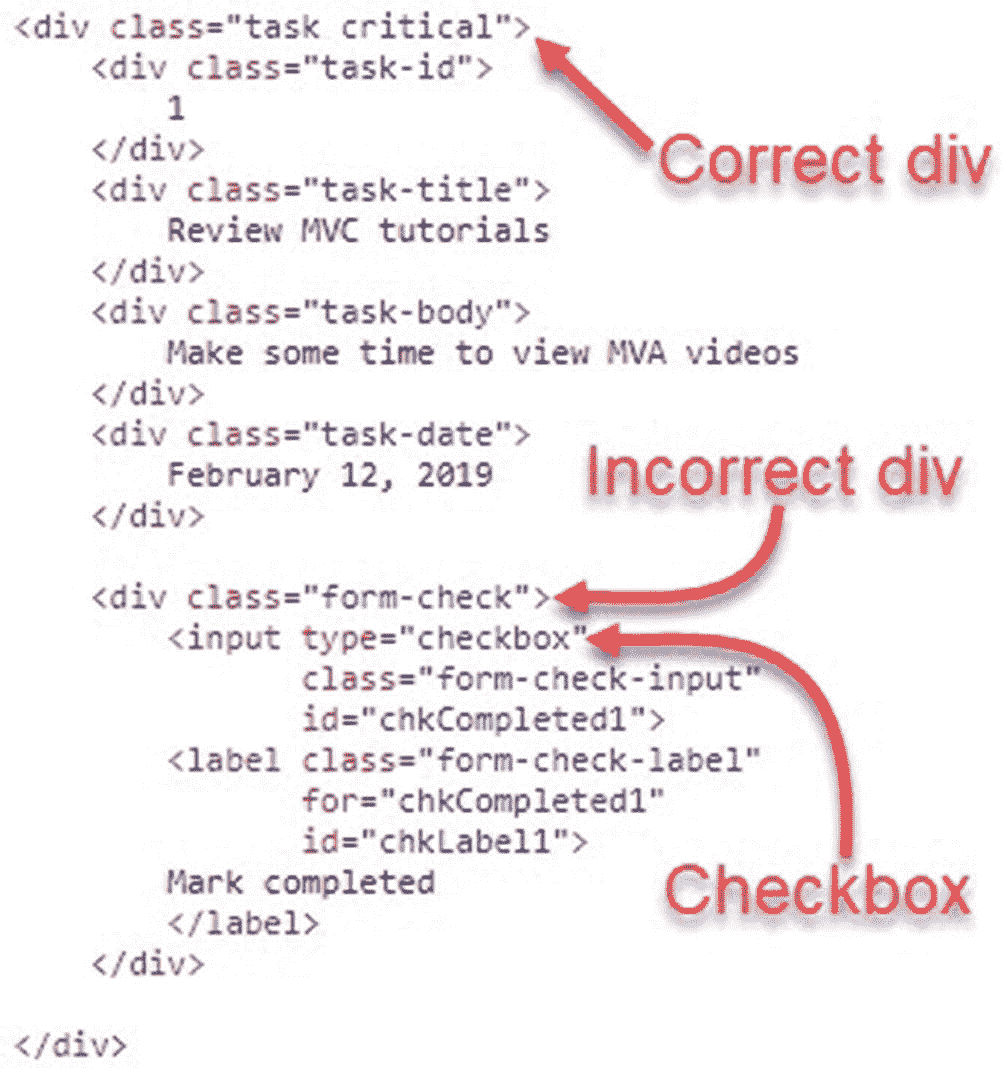 <div class="task critical">
<div class="task-id">
1
</div>
Correct div
<div class="task-title">
Review MVC tutorials
</div>
<div class="task-body">
Make some time to view MVA videos
</div>
<div class="task-date">
February 12, 2019
Incorrect div
</div>
<div class="form-check">
<input type="checkbox"
class="form-check-input"
id="chkCompleted1">
<label class="form-check-label"
for="chkCompleted1"
id="chkLabel1">
Mark completed
Checkbox
</label>
</div>
</div>